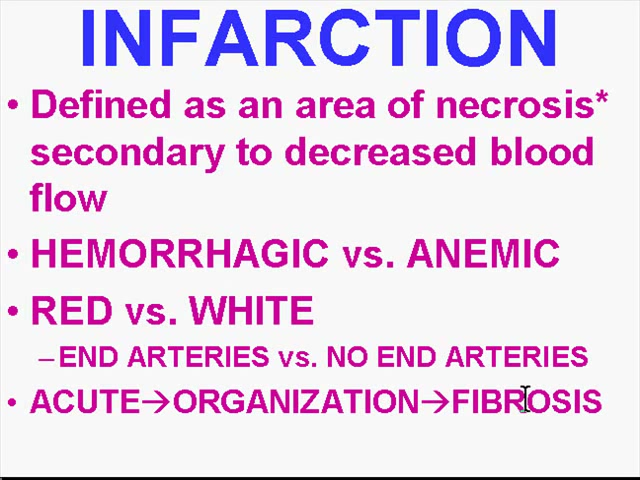 INFARCTION
• Defined as an area of necrosis*
secondary to decreased blood
flow
• HEMORRHAGIC vs. ANEMIC
• RED vs. WHITE
–END ARTERIES vs. NO END ARTERIES
• ACUTE→ORGANIZATION→FIBROSIS